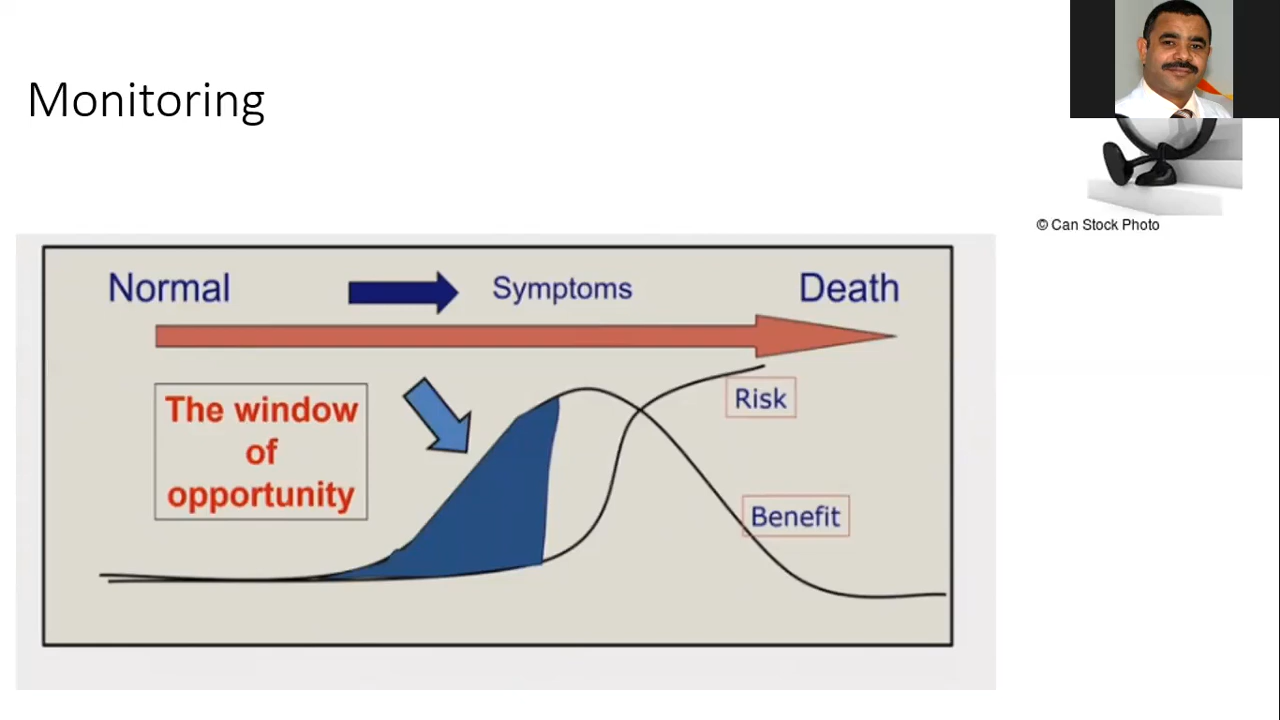 Monitoring
© Can Stock Photo
Normal
Symptoms
Death
The window
of
opportunity
Risk
Benefit